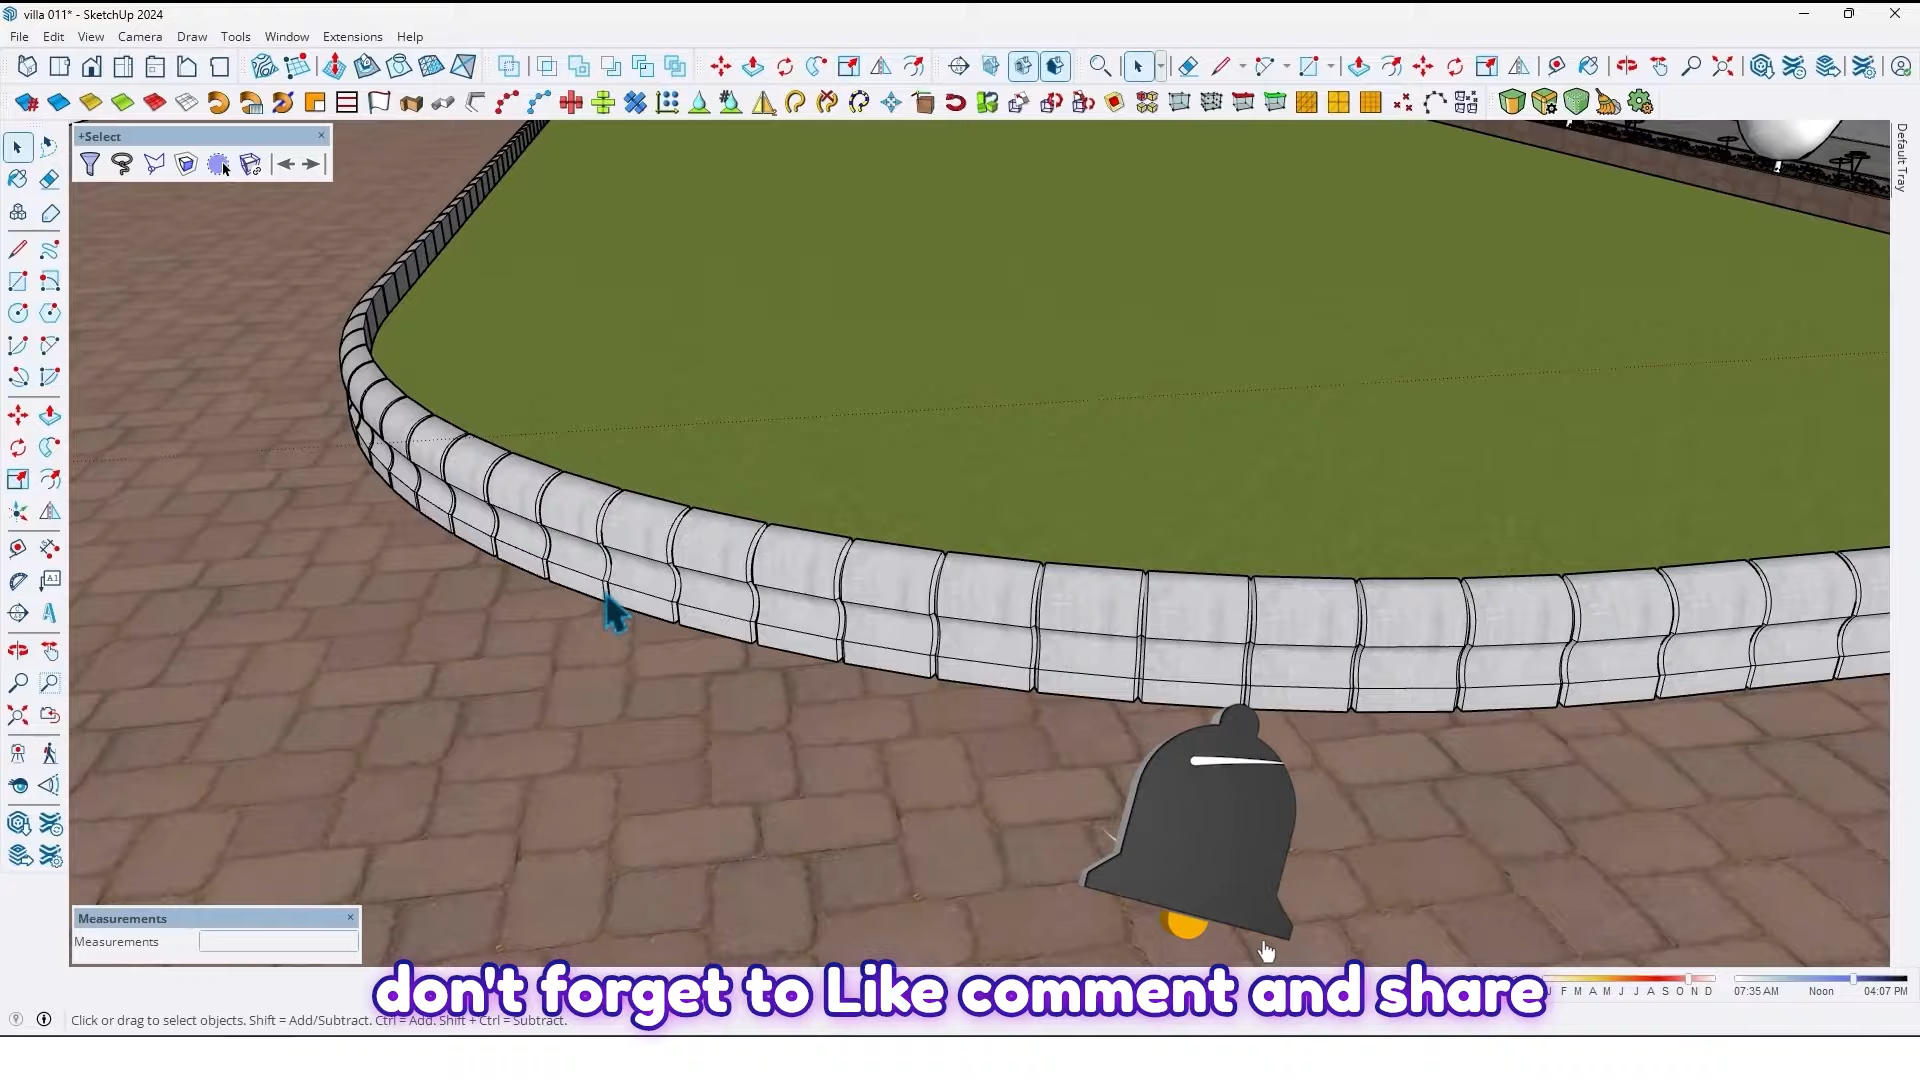 villa 011* - SketchUp 2024
File Edit View Camera Draw Tools Window Extensions Help
+Select
Default Tray
A1
A
Measurements
Measurements
don't forget to Like comment and share
J F M A M J J A S O N D
07:35 AM Noon 04:07 PM
Click or drag to select objects. Shift = Add/Subtract. Ctrl = Add. Shift + Ctrl = Subtract.